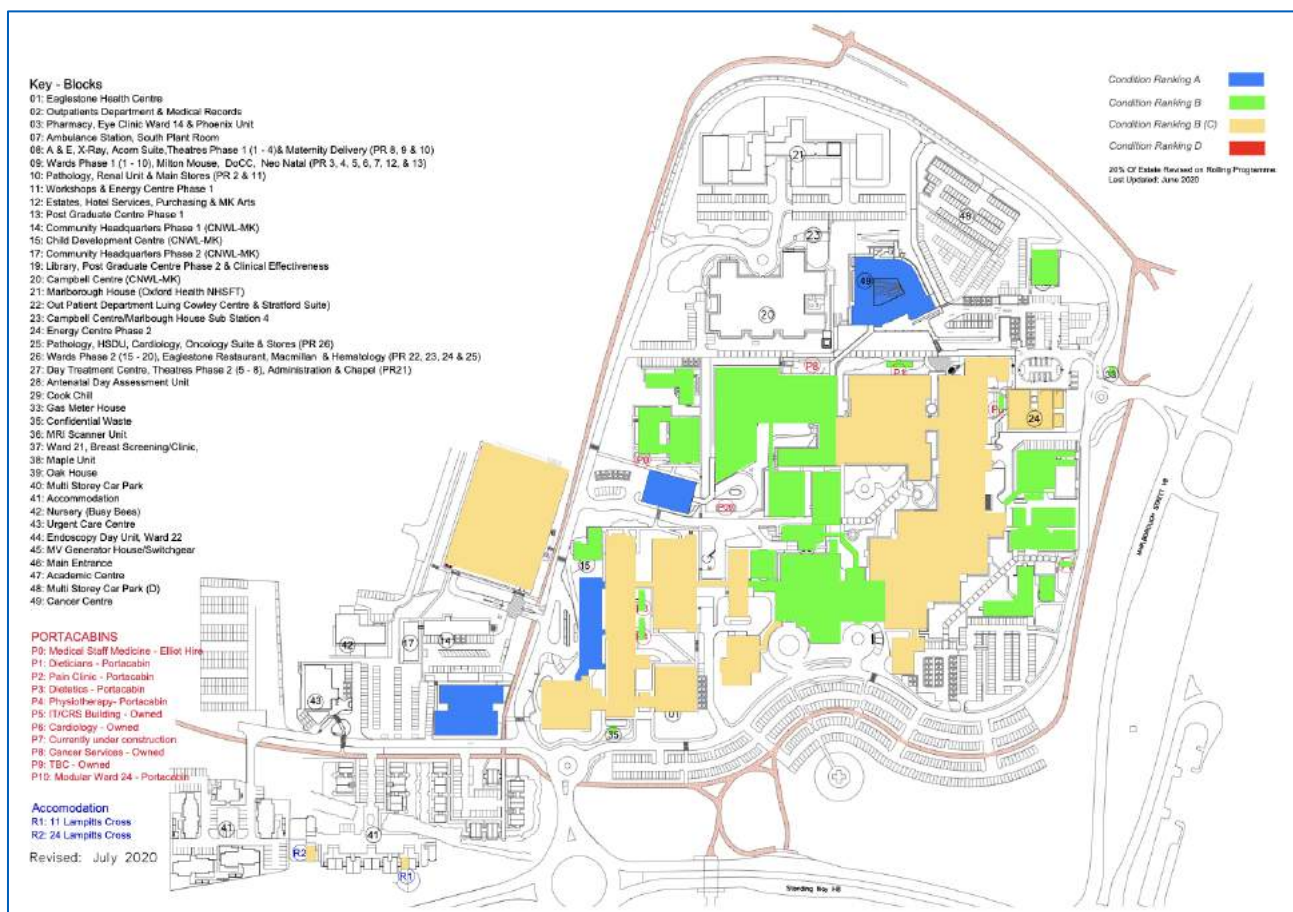 Key - Blocks
01: Eaglestone Health Centre
02: Outpatients Department & Medical Records
03: Pharmacy, Eye Clinic Ward 14 & Phoenix Unit
07: Ambulance Station, South Plant Room
08: A & E, X-Ray, Acorn Suite,Theatres Phase 1 (1 - 4)& Maternity Delivery (PR 8, 9 & 10)
09: Wards Phase 1 (1 - 10), Milton Mouse, DoCC, Neo Natal (PR 3, 4, 5, 6, 7, 12, & 13)
10: Pathology, Renal Unit & Main Stores (PR 2 & 11)
11: Workshops & Energy Centre Phase 1
12: Estates, Hotel Services, Purchasing & MK Arts
13: Post Graduate Centre Phase 1
14: Community Headquarters Phase 1 (CNWL-MK)
15: Child Development Centre (CNWL-MK)
17: Community Headquarters Phase 2 (CNWL-MK)
19: Library, Post Graduate Centre Phase 2 & Clinical Effectiveness
20: Campbell Centre (CNWL-MK)
21: Marlborough House (Oxford Health NHSFT)
22: Out Patient Department Luing Cowley Centre & Stratford Suite)
23: Campbell Centre/Marlbough House Sub Station 4
24: Energy Centre Phase 2
25: Pathology, HSDU, Cardiology, Oncology Suite & Stores (PR 26)
26: Wards Phase 2 (15 - 20), Eaglestone Restaurant, Macmillan & Hematology (PR 22, 23, 24 & 25)
27: Day Treatment Centre, Theatres Phase 2 (5 - 8), Administration & Chapel (PR21)
28: Antenatal Day Assessment Unit
29: Cook Chill
33: Gas Meter House
35: Confidential Waste
36: MRI Scanner Unit
37: Ward 21, Breast Screening/Clinic,
38: Maple Unit
39: Oak House
40: Multi Storey Car Park
41: Accommodation
42: Nursery (Busy Bees)
43: Urgent Care Centre
44: Endoscopy Day Unit, Ward 22
45: MV Generator House/Switchgear
46: Main Entrance
47: Academic Centre
48: Multi Storey Car Park (D)
49: Cancer Centre
PORTACABINS
P0: Medical Staff Medicine - Elliot Hire
P1: Dieticians - Portacabin
P2: Pain Clinic - Portacabin
P3: Dietetics - Portacabin
P4: Physiotherapy- Portacabin
P5: IT/CRS Building - Owned
P6: Cardiology - Owned
P7: Currently under construction
P8: Cancer Services - Owned
P9: TBC - Owned
P10: Modular Ward 24 - Portacabin
Accomodation
R1: 11 Lampitts Cross
R2: 24 Lampitts Cross
Revised: July 2020
Condition Ranking A
Condition Ranking B
Condition Ranking B (C)
Condition Ranking D
20% Of Estate Revised on Rolling Programme.
Last Updated: June 2020
21
48
23
49
20
P8
33
24
15
42
17
14
43
01
35
41
41
R2
R1
MARLBOROUGH STREET H8
Standing Way H8